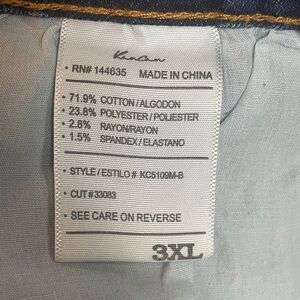 KanCan
• RN# 144635 MADE IN CHINA
• 71.9% COTTON/ALGODON
• 23.8% POLYESTER/POLIESTER
• 2.8% RAYON/RAYON
• 1.5% SPANDEX/ELASTANO
• STYLE/ESTILO # KC5109M-B
• CUT #33083
• SEE CARE ON REVERSE
3XL